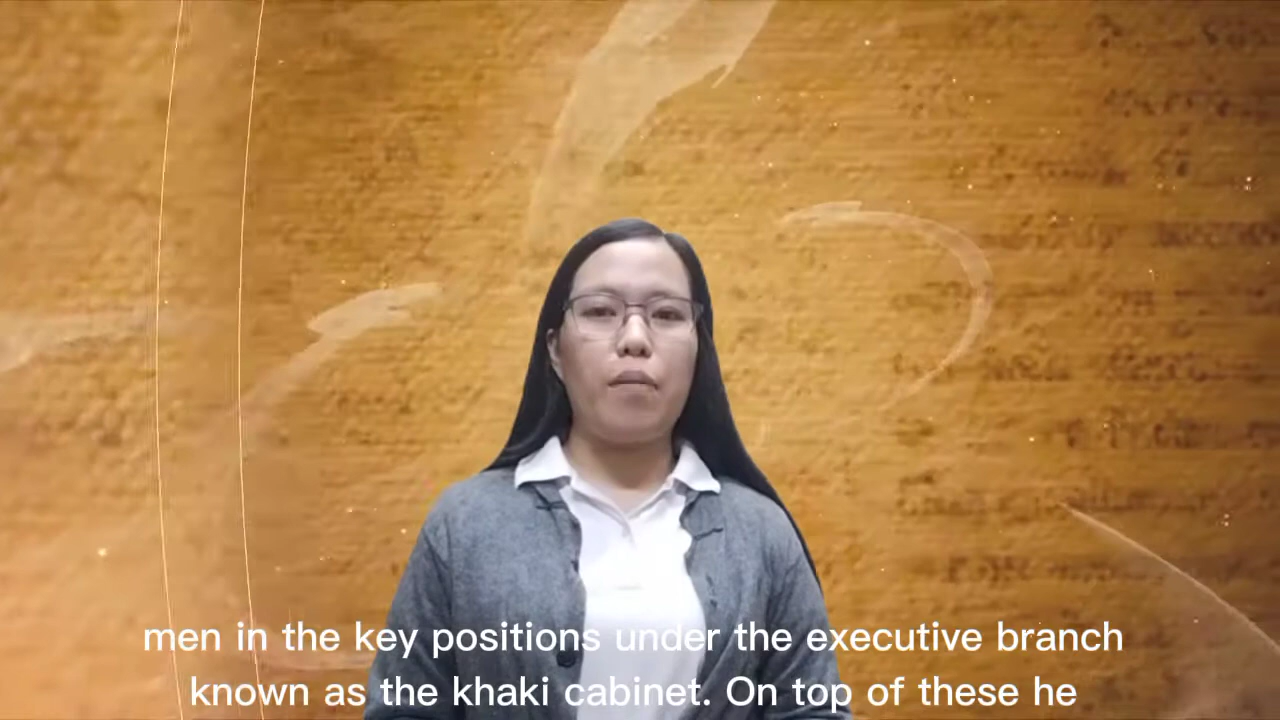 men in the key positions under the executive branch
known as the khaki cabinet. On top of these he